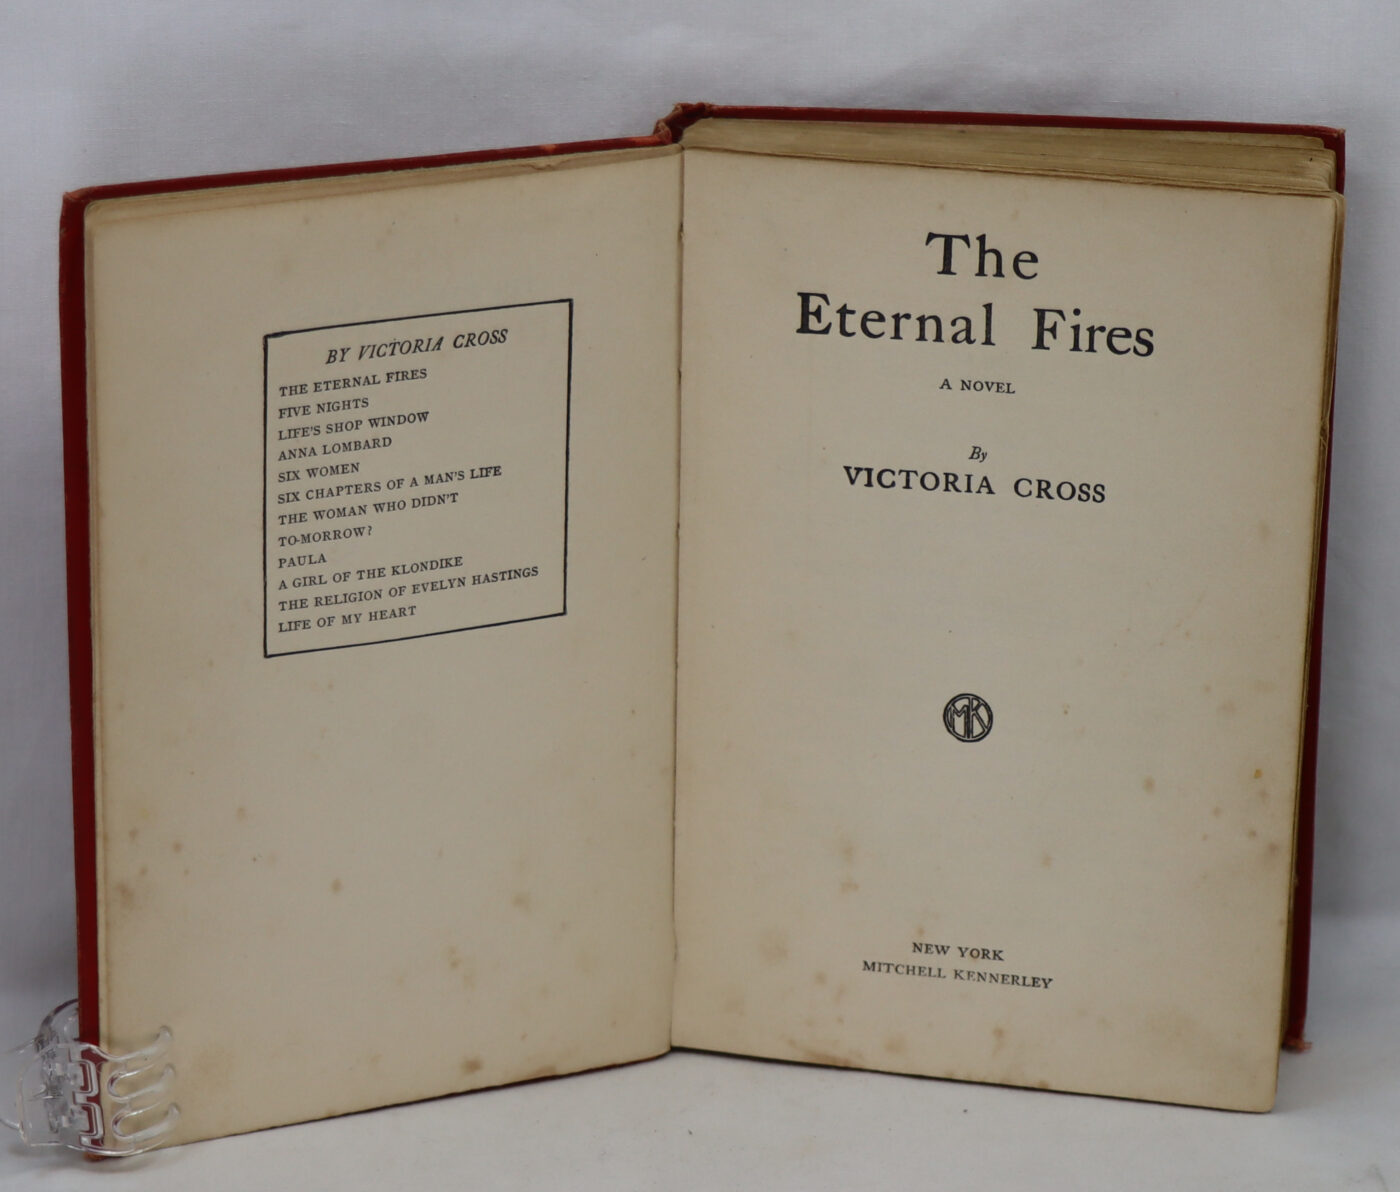 BY VICTORIA CROSS
THE ETERNAL FIRES
FIVE NIGHTS
LIFE'S SHOP WINDOW
ANNA LOMBARD
SIX WOMEN
SIX CHAPTERS OF A MAN'S LIFE
THE WOMAN WHO DIDN'T
TO-MORROW?
PAULA
A GIRL OF THE KLONDIKE
THE RELIGION OF EVELYN HASTINGS
LIFE OF MY HEART
The
Eternal Fires
A NOVEL
By
VICTORIA CROSS
MK
NEW YORK
MITCHELL KENNERLEY